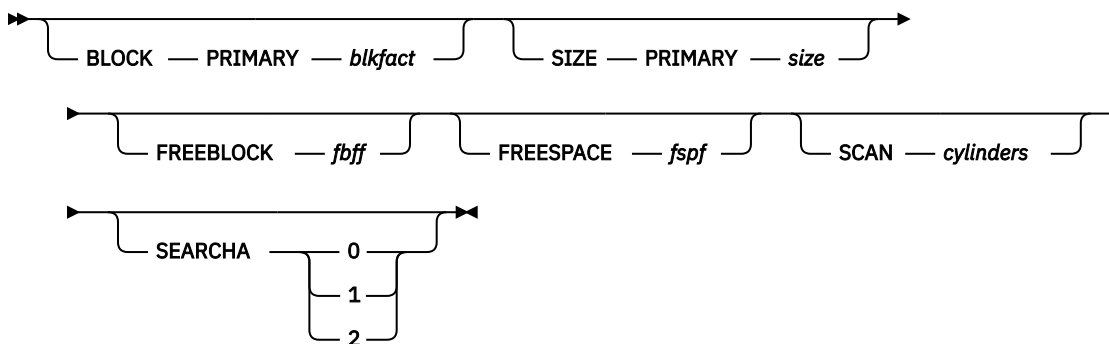 BLOCK PRIMARY blkfact SIZE PRIMARY size
FREEBLOCK fbff FREESPACE fspf SCAN cylinders
SEARCHA 0
1
2